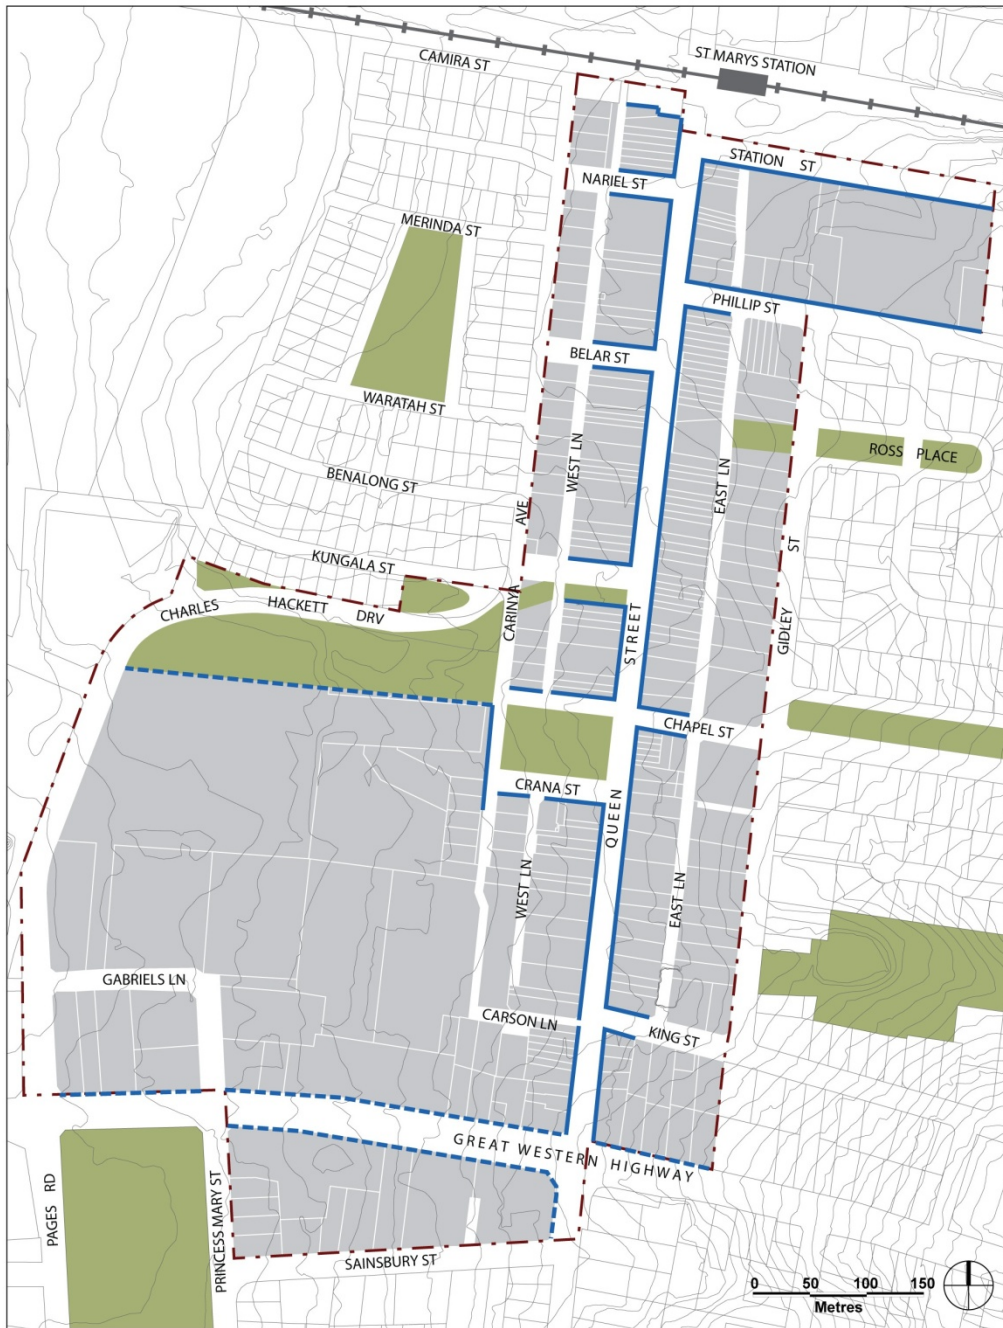 CAMIRA ST
ST MARYS STATION
STATION ST
NARIEL ST
MERINDA ST
PHILLIP ST
BELAR ST
WARATAH ST
ROSS PLACE
WEST LN
EAST LN
BENALONG ST
AVE
GIDLEY ST
KUNGALA ST
CARINYA
CHARLES HACKETT DRV
STREET
CHAPEL ST
CRANA ST
QUEEN
WEST LN
EAST LN
GABRIELS LN
CARSON LN
KING ST
GREAT WESTERN HIGHWAY
PAGES RD
PRINCESS MARY ST
SAINSBURY ST
0 50 100 150
Metres